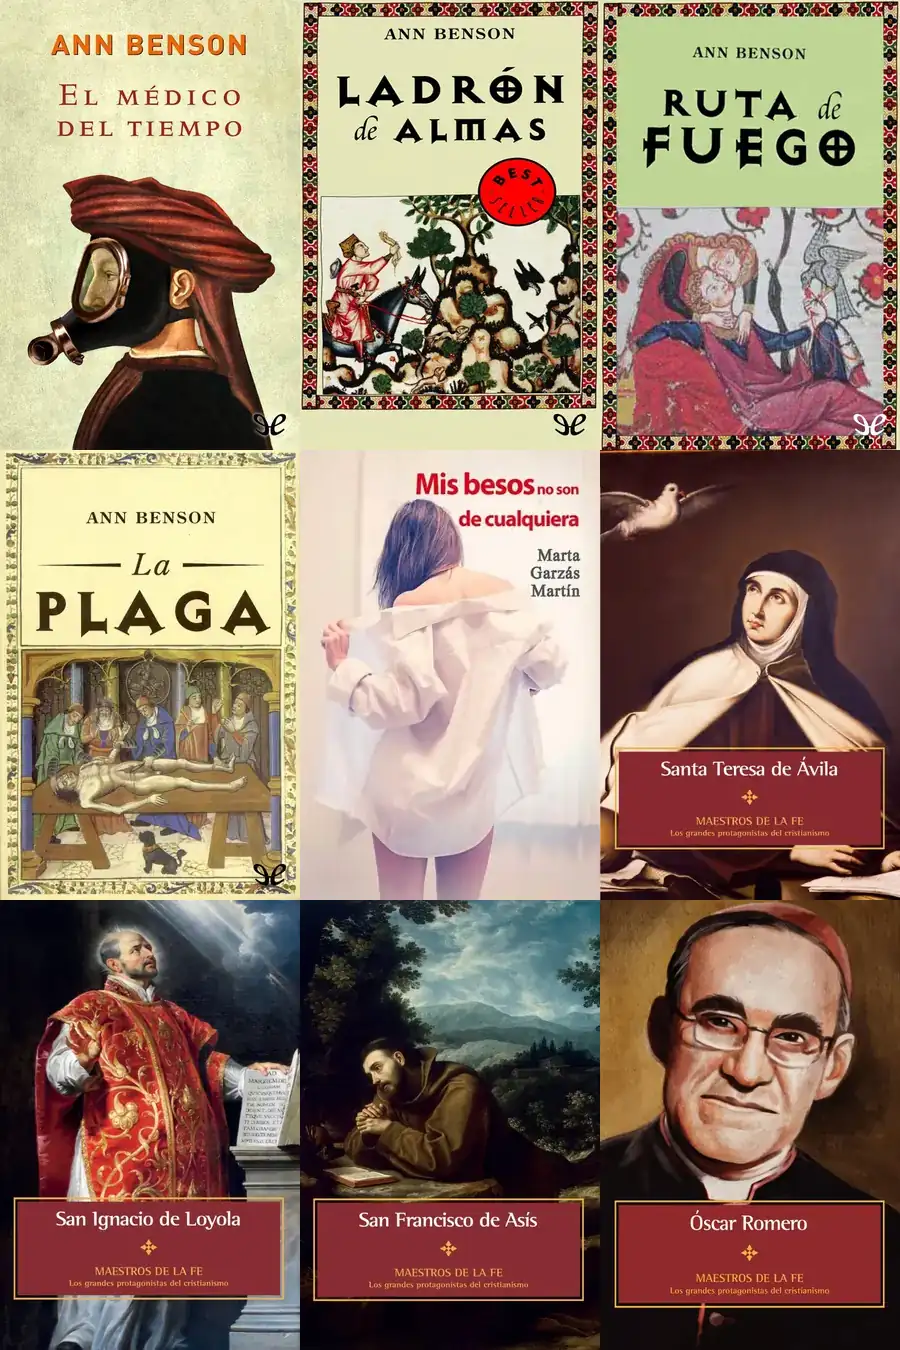 ANN BENSON
EL MÉDICO
DEL TIEMPO
ANN BENSON
LADRÓN
de ALMAS
BEST
SELLER
ANN BENSON
RUTA de
FUEGO
ANN BENSON
La
PLAGA
Mis besos no son
de cualquiera
Marta
Garzás
Martín
Santa Teresa de Ávila
MAESTROS DE LA FE
Los grandes protagonistas del cristianismo
San Ignacio de Loyola
MAESTROS DE LA FE
Los grandes protagonistas del cristianismo
San Francisco de Asís
MAESTROS DE LA FE
Los grandes protagonistas del cristianismo
Óscar Romero
MAESTROS DE LA FE
Los grandes protagonistas del cristianismo